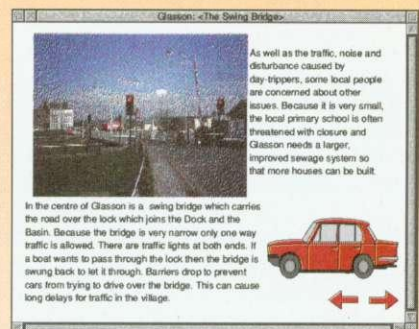 Glasson: <The Swing Bridge>
As well as the traffic, noise and
disturbance caused by
day-trippers, some local people
are concerned about other
issues. Because it is very small,
the local primary school is often
threatened with closure and
Glasson needs a larger,
improved sewage system so
that more houses can be built.
In the centre of Glasson is a swing bridge which carries
the road over the lock which joins the Dock and the
Basin. Because the bridge is very narrow only one way
traffic is allowed. There are traffic lights at both ends. If
a boat wants to pass through the lock then the bridge is
swung back to let it through. Barriers drop to prevent
cars from trying to drive over the bridge. This can cause
long delays for traffic in the village.